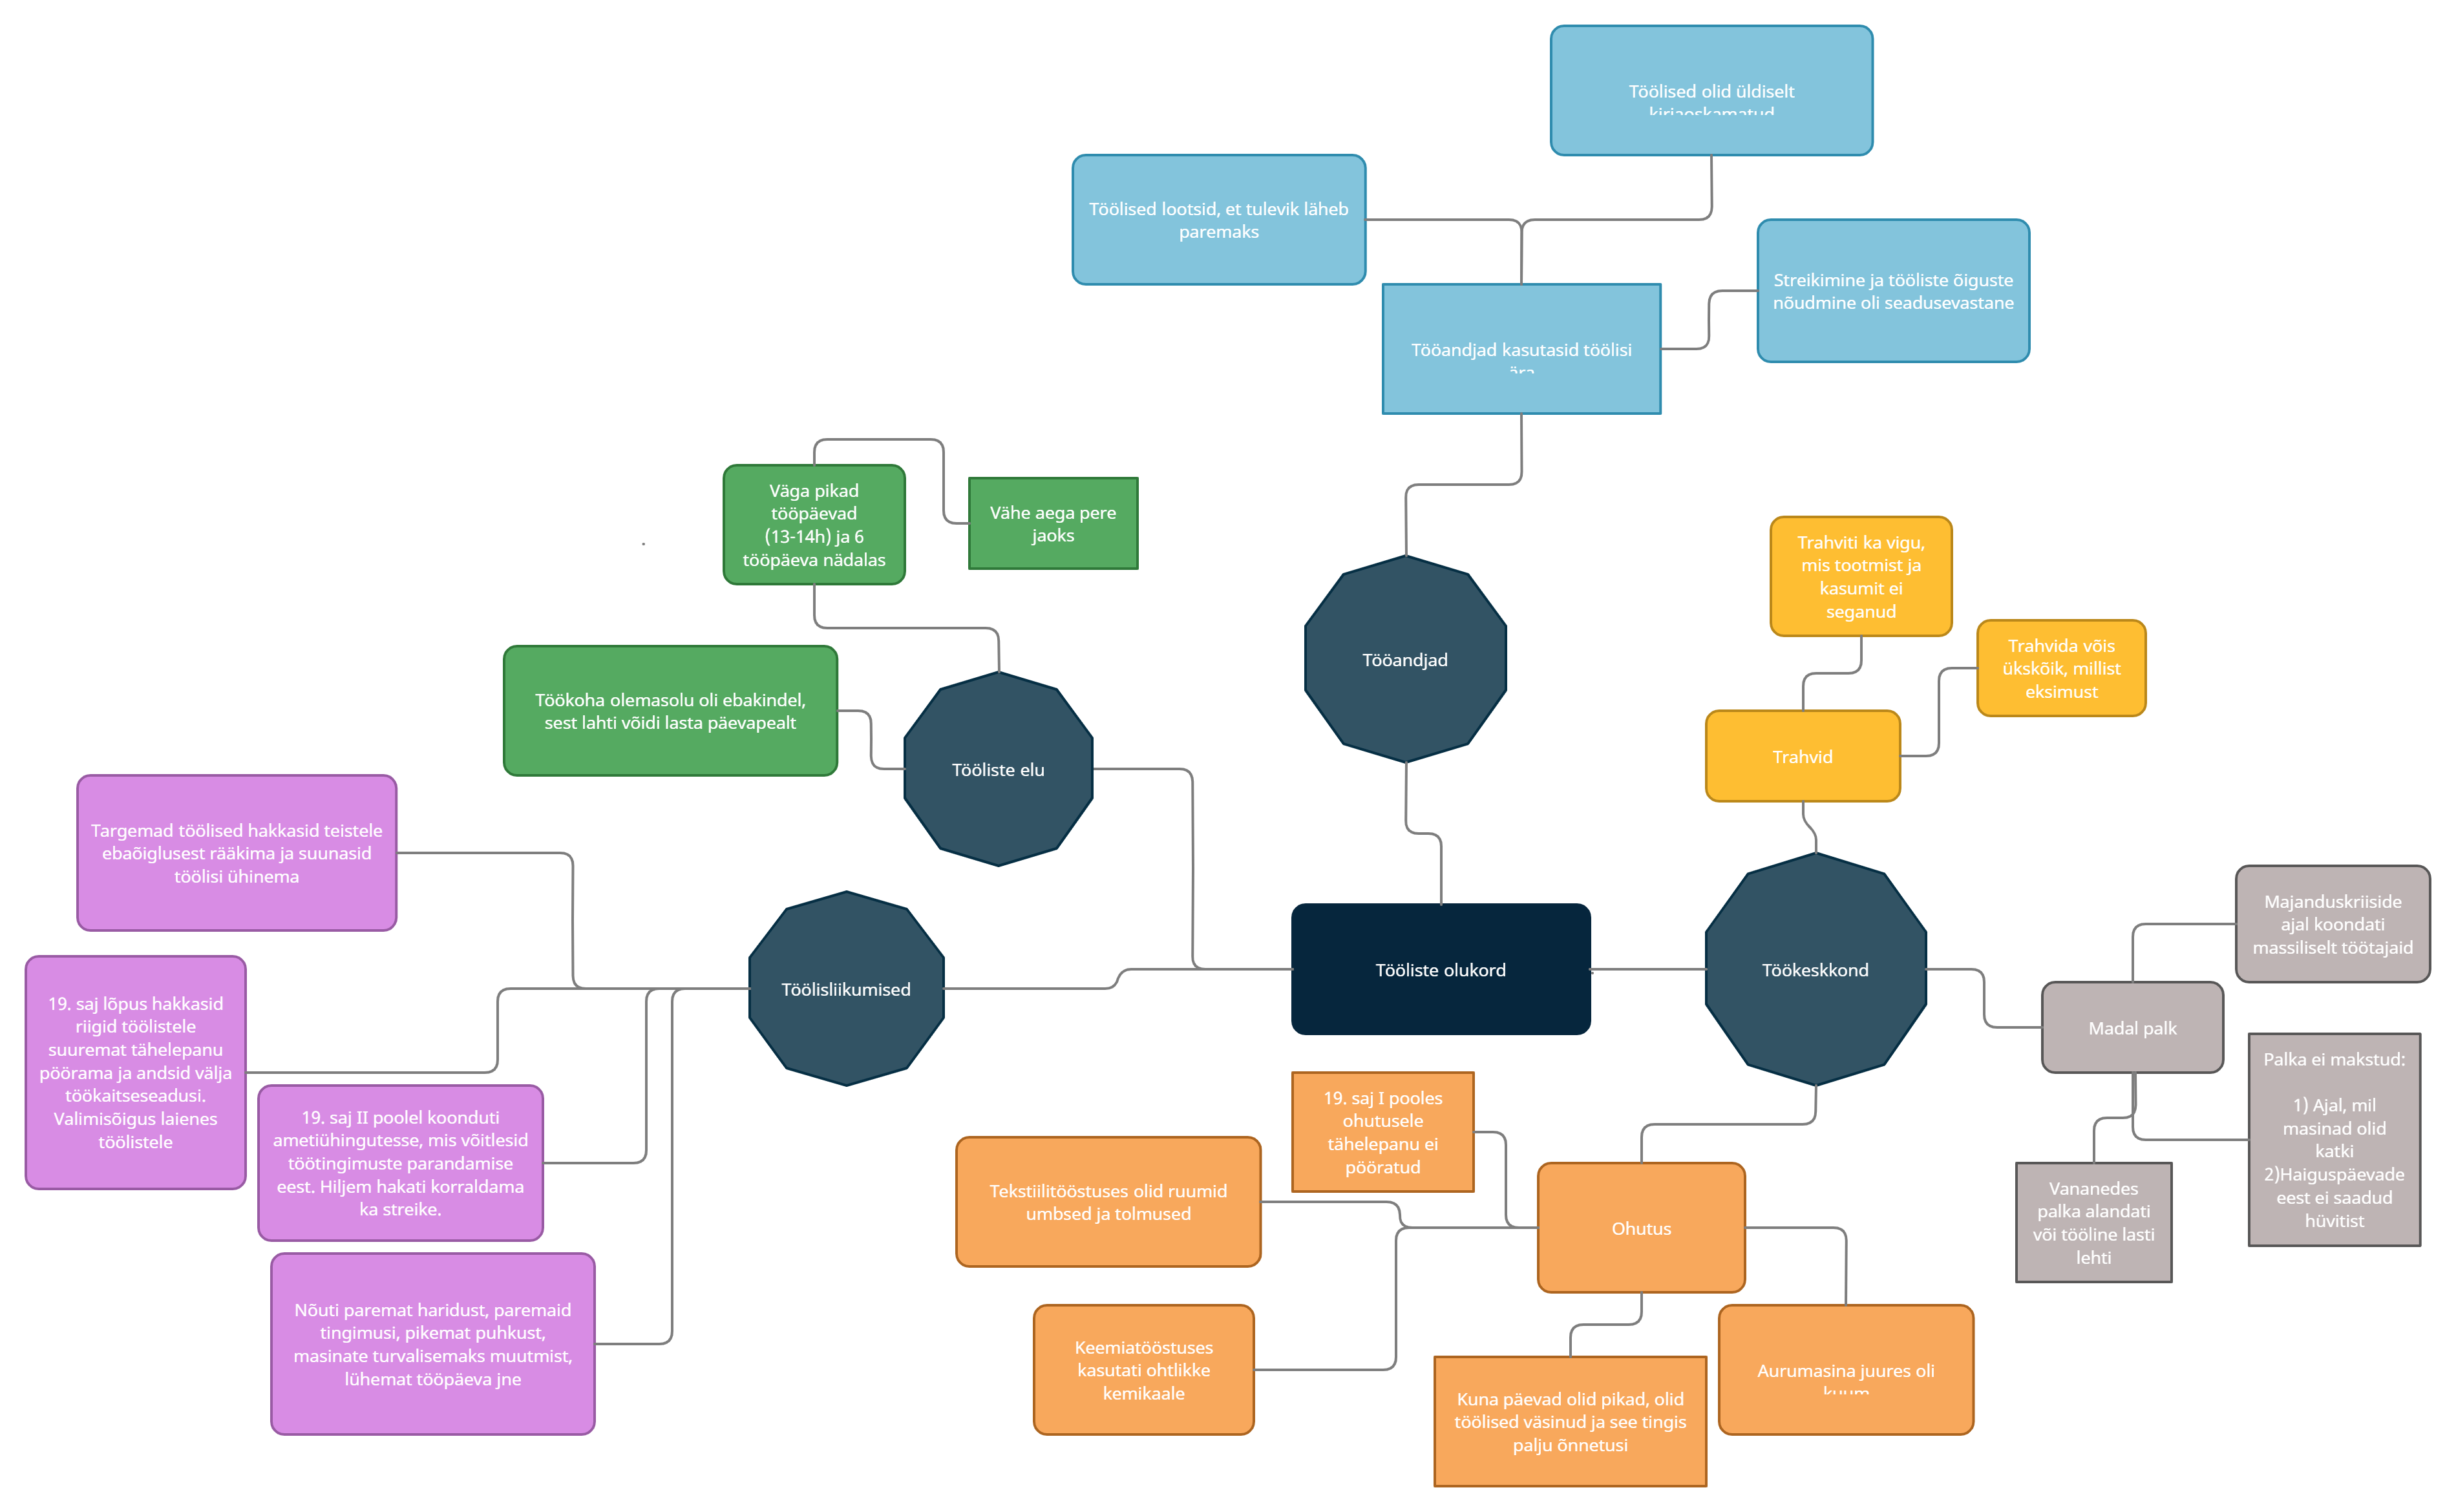 Töölised olid üldiselt
kirjaoskamatud
Töölised lootsid, et tulevik läheb
paremaks
Streikimine ja tööliste õiguste
nõudmine oli seadusevastane
Tööandjad kasutasid töölisi
ära
Väga pikad
tööpäevad
(13-14h) ja 6
tööpäeva nädalas
Vähe aega pere
jaoks
Trahviti ka vigu,
mis tootmist ja
kasumit ei
seganud
Trahvida võis
ükskõik, millist
eksimust
Tööandjad
Töökoha olemasolu oli ebakindel,
sest lahti võidi lasta päevapealt
Tööliste elu
Trahvid
Targemad töölised hakkasid teistele
ebaõiglusest rääkima ja suunasid
töölisi ühinema
Majanduskriiside
ajal koondati
massiliselt töötajaid
Töölisliikumised
Tööliste olukord
Töökeskkond
19. saj lõpus hakkasid
riigid töölistele
suuremat tähelepanu
pöörama ja andsid välja
töökaitseseadusi.
Valimisõigus laienes
töölistele
Madal palk
Palka ei makstud:
1) Ajal, mil
masinad olid
katki
2)Haiguspäevade
eest ei saadud
hüvitist
19. saj II poolel koonduti
ametiühingutesse, mis võitlesid
töötingimuste parandamise
eest. Hiljem hakati korraldama
ka streike.
19. saj I pooles
ohutusele
tähelepanu ei
pööratud
Tekstiilitööstuses olid ruumid
umbsed ja tolmused
Ohutus
Vananedes
palka alandati
või tööline lasti
lehti
Nõuti paremat haridust, paremaid
tingimusi, pikemat puhkust,
masinate turvalisemaks muutmist,
lühemat tööpäeva jne
Keemiatööstuses
kasutati ohtlikke
kemikaale
Kuna päevad olid pikad, olid
töölised väsinud ja see tingis
palju õnnetusi
Aurumasina juures oli
kuum